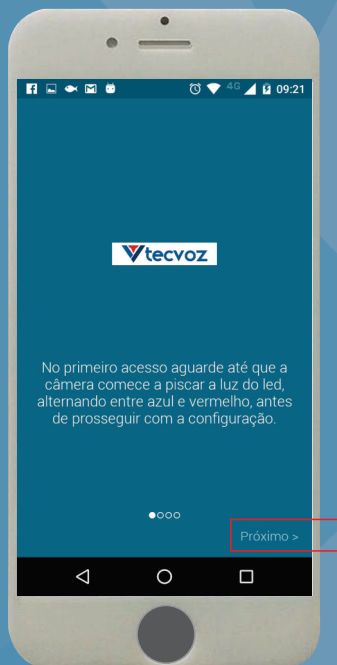 4G 09:21
tecvoz
No primeiro acesso aguarde até que a
câmera comece a piscar a luz do led,
alternando entre azul e vermelho, antes
de prosseguir com a configuração.
Próximo >